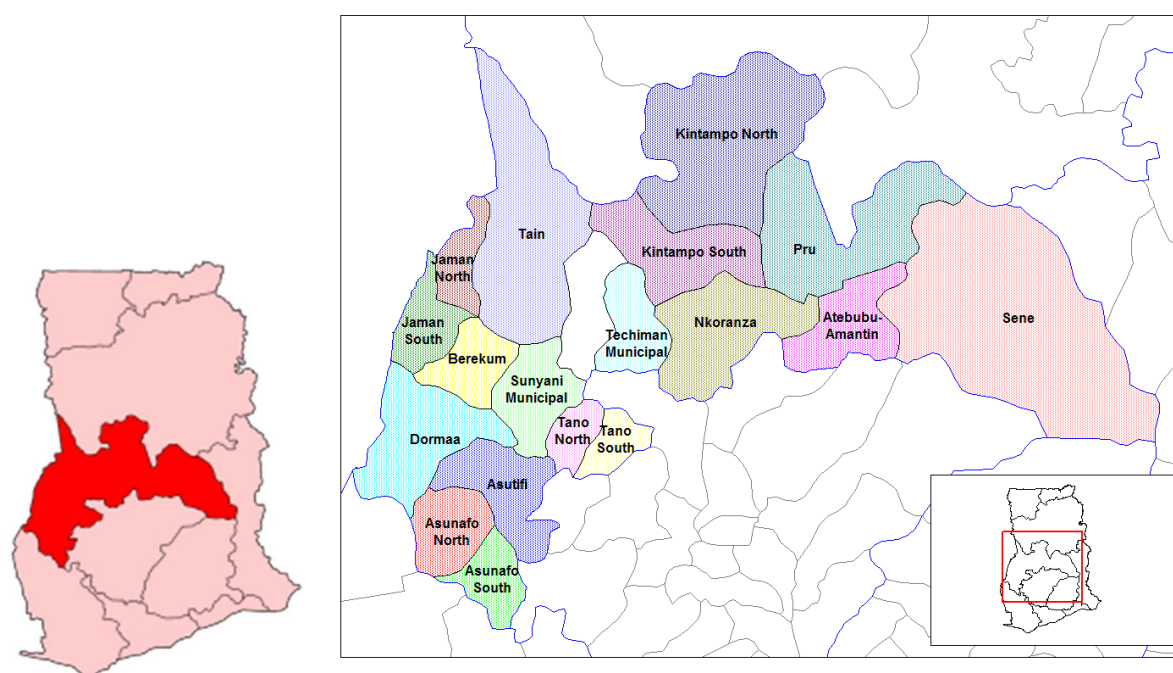 Kintampo North
Tain
Kintampo South
Pru
Jaman
North
Jaman
South
Techiman
Municipal
Nkoranza
Atebubu-
Amantin
Sene
Berekum
Sunyani
Municipal
Dormaa
Tano
North
Tano
South
Asutifi
Asunafo
North
Asunafo
South